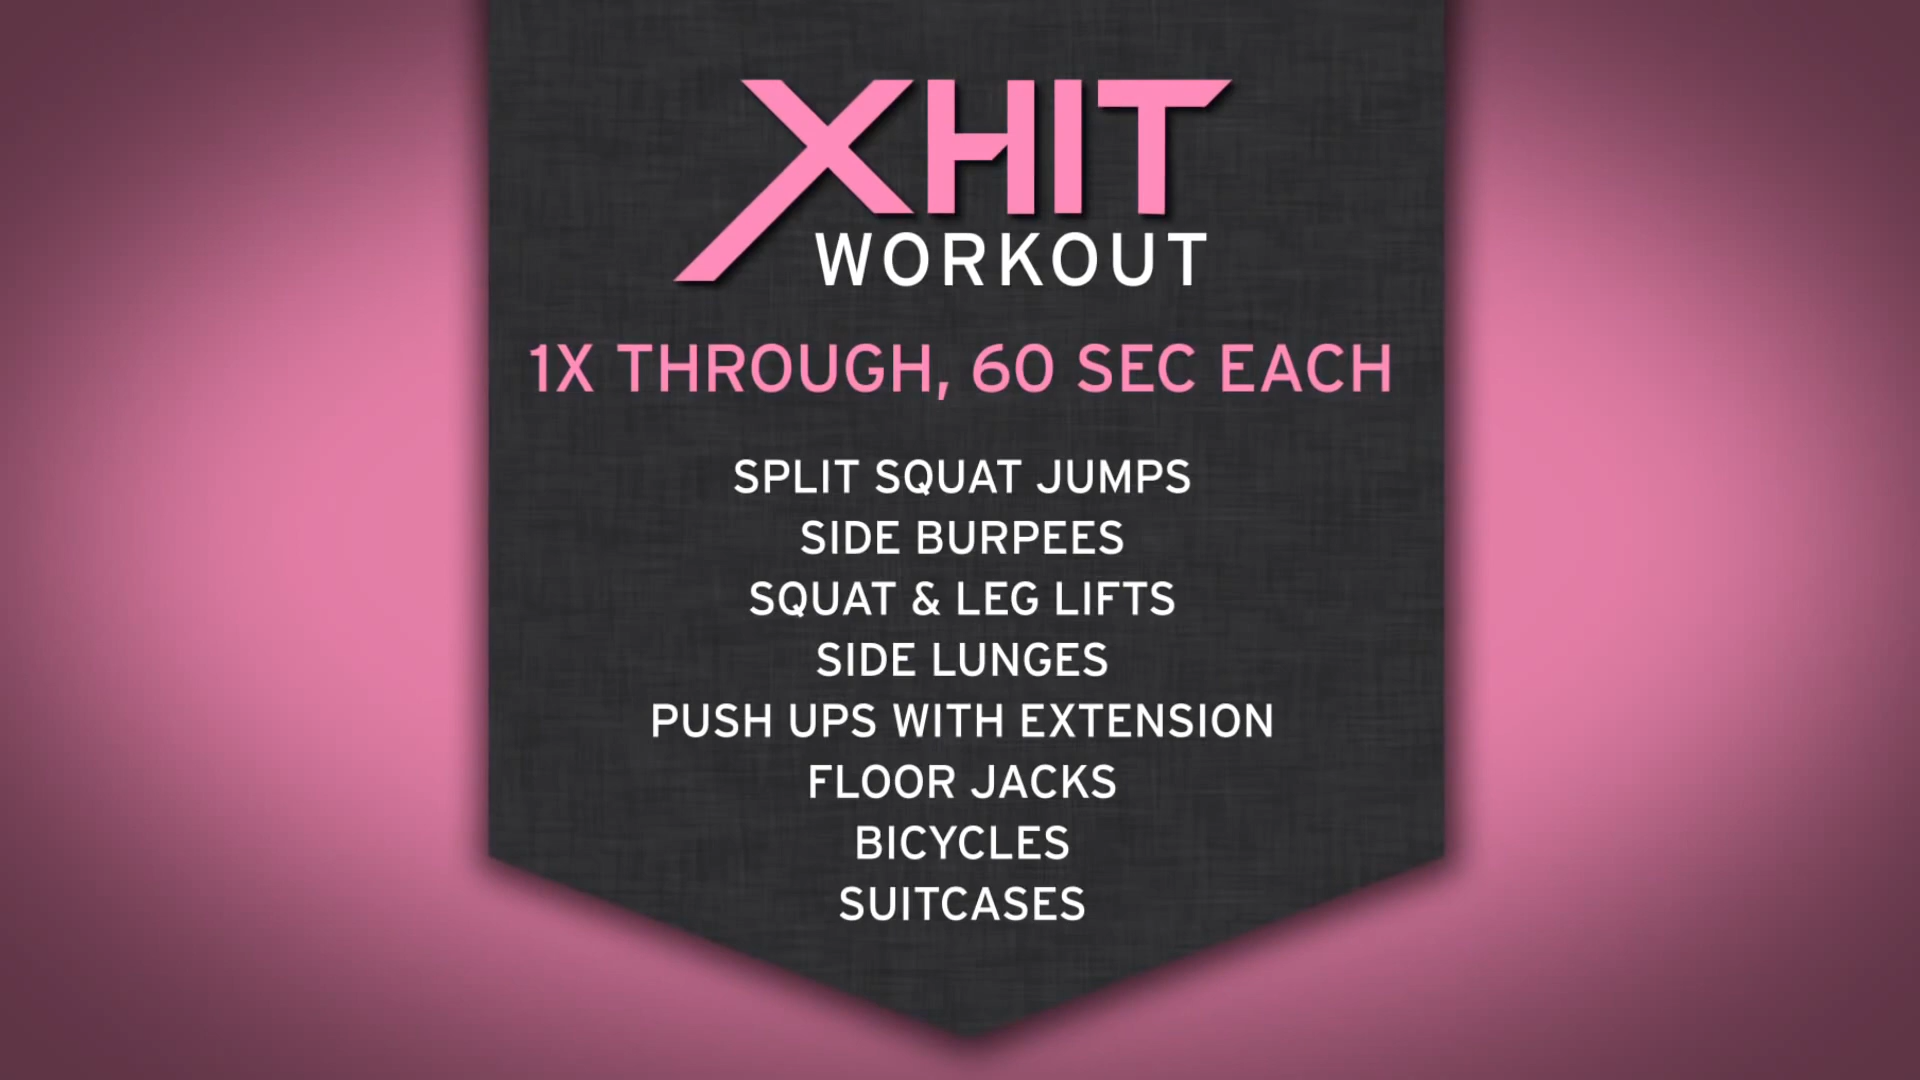 XHIT
WORKOUT
1X THROUGH, 60 SEC EACH
SPLIT SQUAT JUMPS
SIDE BURPEES
SQUAT & LEG LIFTS
SIDE LUNGES
PUSH UPS WITH EXTENSION
FLOOR JACKS
BICYCLES
SUITCASES